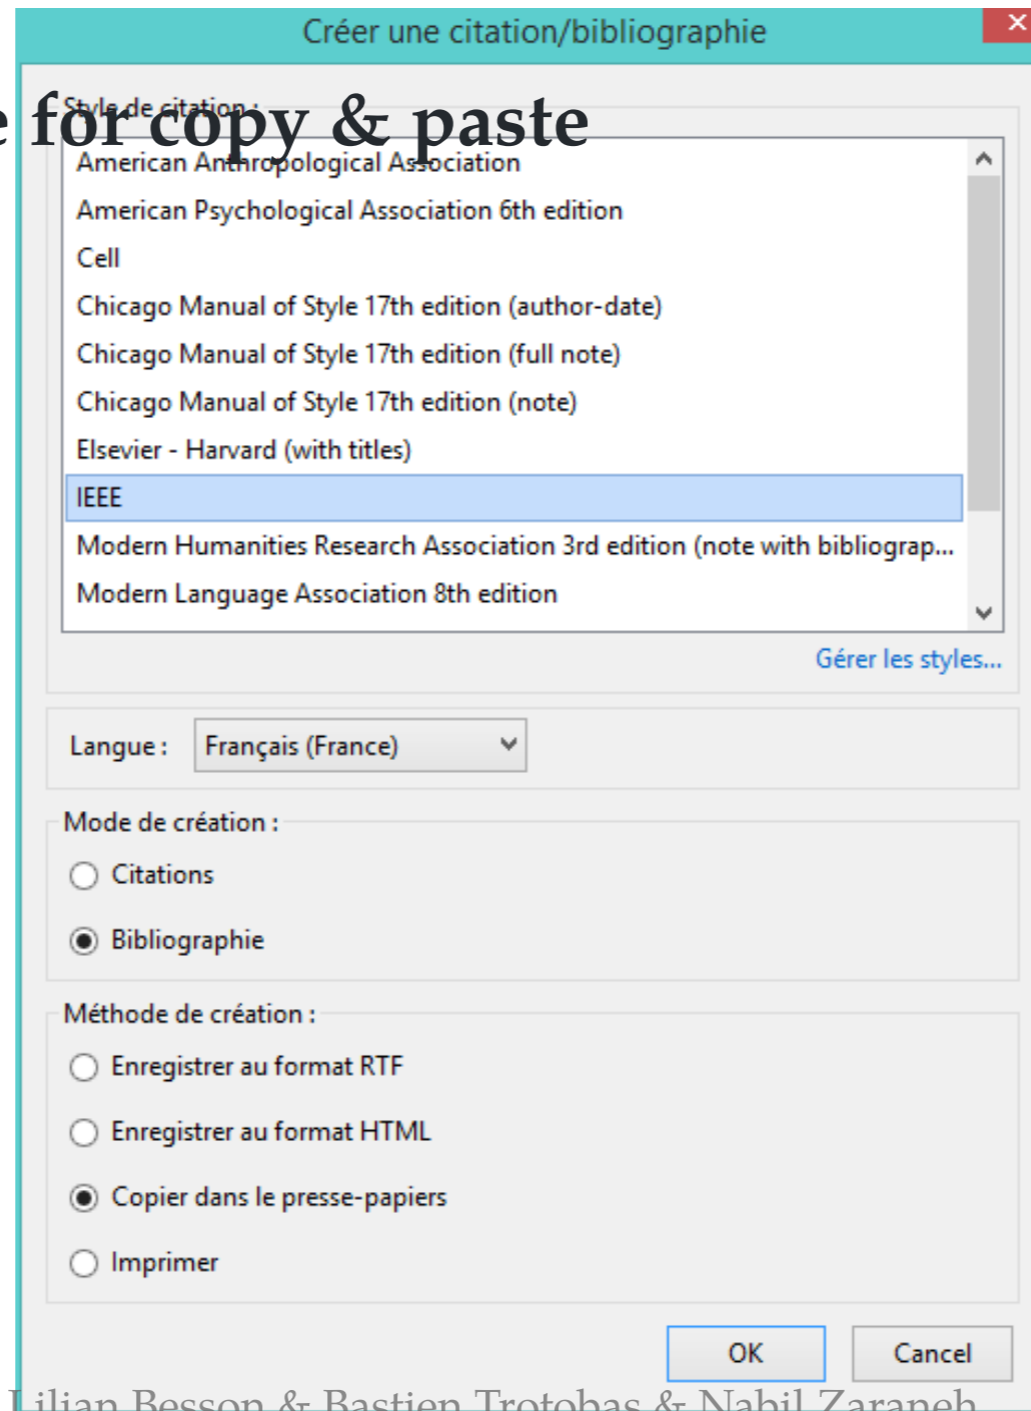 Créer une citation/bibliographie
for copy & paste
Style de citation :
American Anthropological Association
American Psychological Association 6th edition
Cell
Chicago Manual of Style 17th edition (author-date)
Chicago Manual of Style 17th edition (full note)
Chicago Manual of Style 17th edition (note)
Elsevier - Harvard (with titles)
IEEE
Modern Humanities Research Association 3rd edition (note with bibliograp...
Modern Language Association 8th edition
Gérer les styles...
Langue : Français (France)
Mode de création :
Citations
Bibliographie
Méthode de création :
Enregistrer au format RTF
Enregistrer au format HTML
Copier dans le presse-papiers
Imprimer
OK Cancel
Lilian Besson & Bastien Trotobas & Nabil Zaraneh